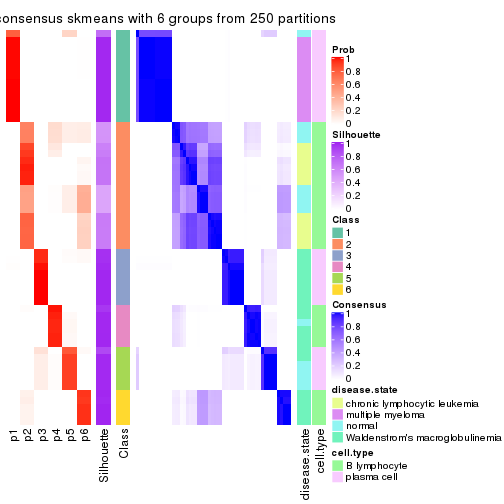 consensus skmeans with 6 groups from 250 partitions
Prob
1
0.8
0.6
0.4
0.2
0
Silhouette
1
0.8
0.6
0.4
0.2
0
Class
1
2
3
4
5
6
Consensus
1
0.8
0.6
0.4
0.2
0
disease.state
chronic lymphocytic leukemia
multiple myeloma
normal
Waldenstrom's macroglobulinemia
cell.type
B lymphocyte
plasma cell
p1
p2
p3
p4
p5
p6
Silhouette
Class
disease.state
cell.type